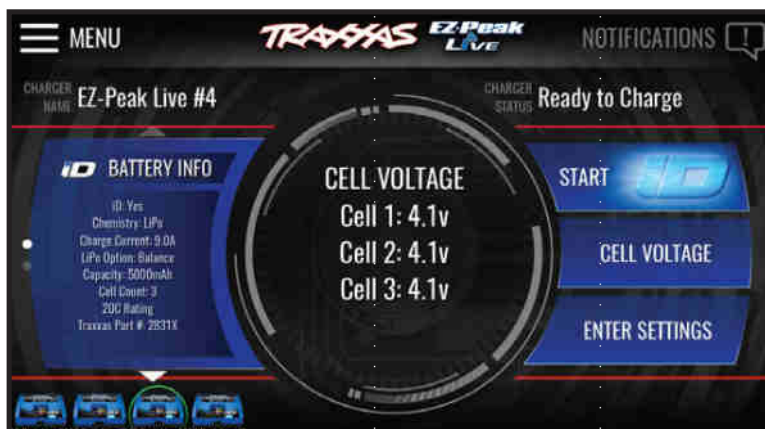 MENU
TRAXXAS EZ-Peak Live
NOTIFICATIONS !
CHARGER NAME EZ-Peak Live #4
CHARGER STATUS Ready to Charge
iD BATTERY INFO
iD: Yes
Chemistry: LiPo
Charge Current: 9.0A
LiPo Option: Balance
Capacity: 5000mAh
Cell Count: 3
20C Rating
Traxxas Part #: 2831X
CELL VOLTAGE
Cell 1: 4.1v
Cell 2: 4.1v
Cell 3: 4.1v
START iD
CELL VOLTAGE
ENTER SETTINGS